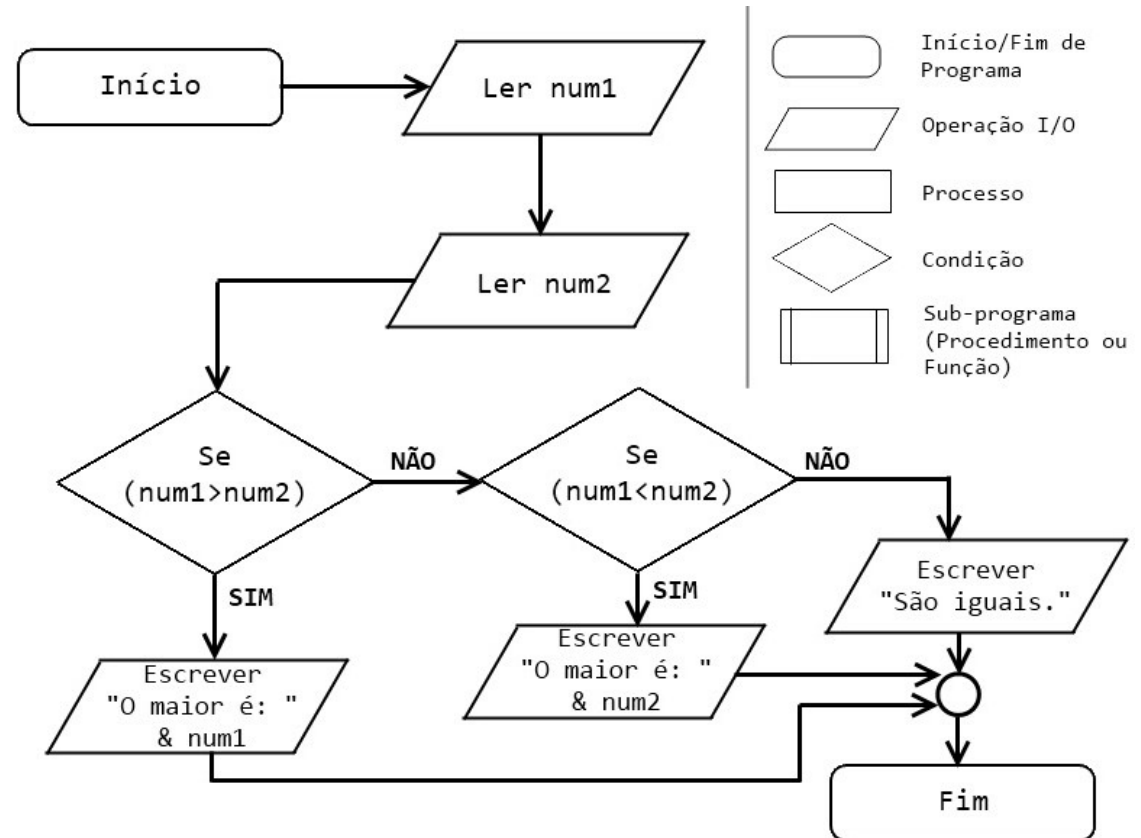 Início
Ler num1
Ler num2
Se
(num1>num2)
NÃO
SIM
Se
(num1<num2)
NÃO
SIM
Escrever
"O maior é: "
& num1
Escrever
"O maior é: "
& num2
Escrever
"São iguais."
Fim
Início/Fim de
Programa
Operação I/O
Processo
Condição
Sub-programa
(Procedimento ou
Função)